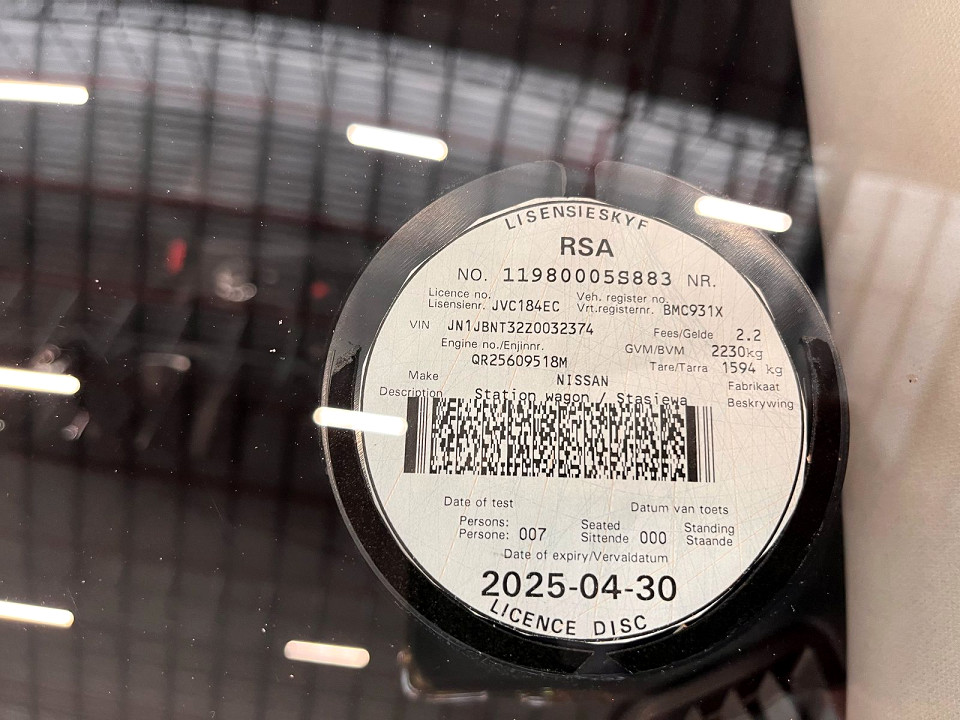 LISENSIESKYF
RSA
NO. 11980005S883 NR.
Licence no. Veh. register no.
Lisensienr. JVC184EC Vrt.registernr. BMC931X
VIN JN1JBNT32Z0032374 Fees/Gelde 2.2
Engine no./Enjinnr. GVM/BVM 2230kg
QR25609518M Tare/Tarra 1594 kg
Make NISSAN Fabrikaat
Description Station wagon / Stasiewa Beskrywing
Date of test Datum van toets
Persons: Seated Standing
Persone: 007 Sittende 000 Staande
Date of expiry/Vervaldatum
2025-04-30
LICENCE DISC